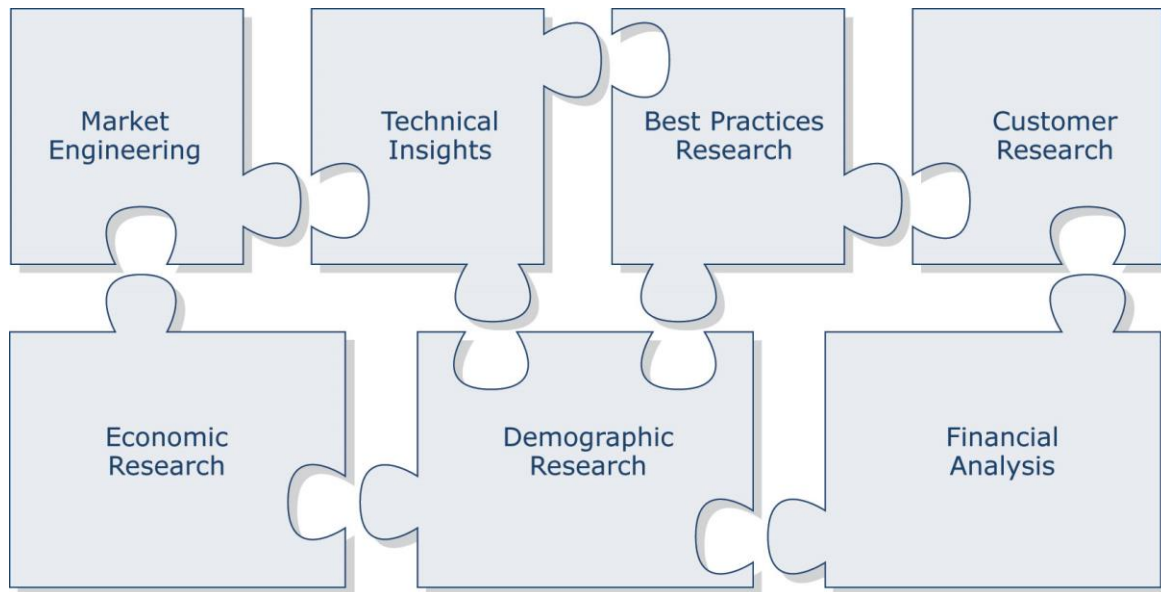 Market
Engineering
Technical
Insights
Best Practices
Research
Customer
Research
Economic
Research
Demographic
Research
Financial
Analysis